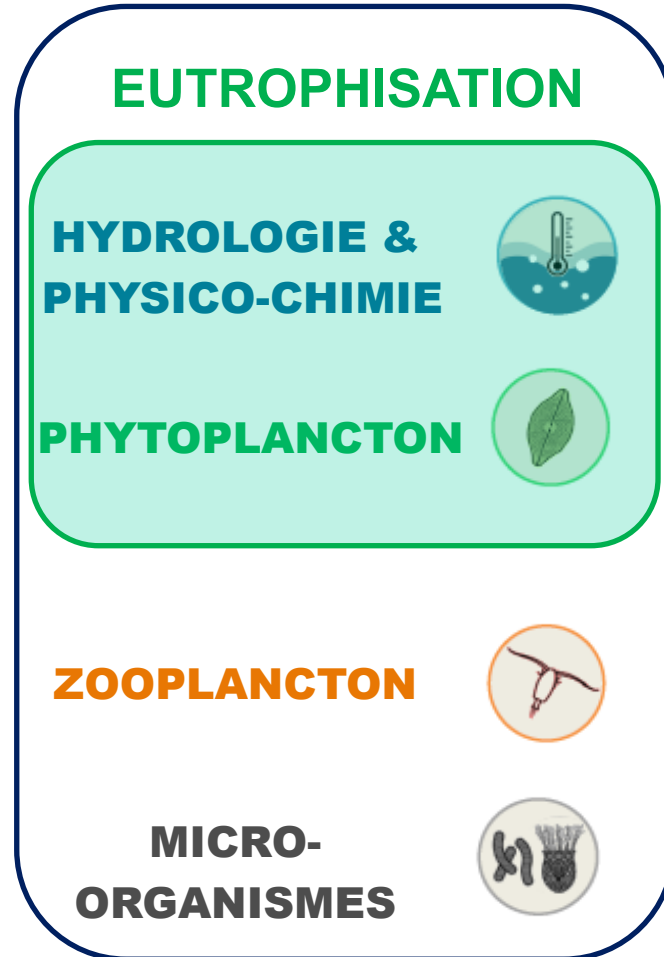 EUTROPHISATION
HYDROLOGIE &
PHYSICO-CHIMIE
PHYTOPLANCTON
ZOOPLANCTON
MICRO-
ORGANISMES